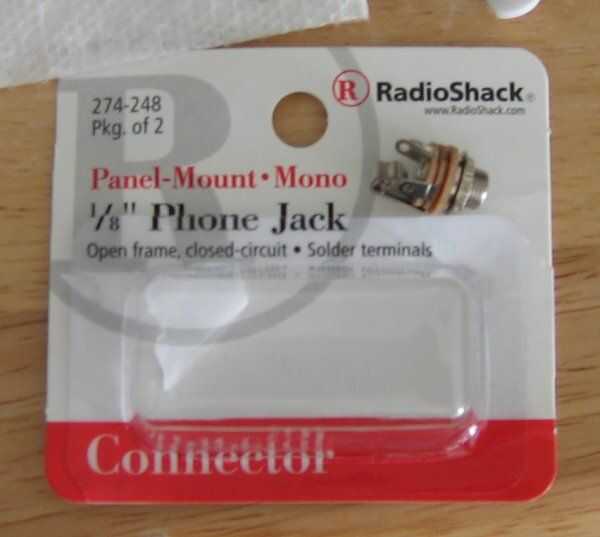 274-248
Pkg. of 2
R RadioShack®
www.RadioShack.com
Panel-Mount • Mono
1/8" Phone Jack
Open frame, closed-circuit • Solder terminals
Connector